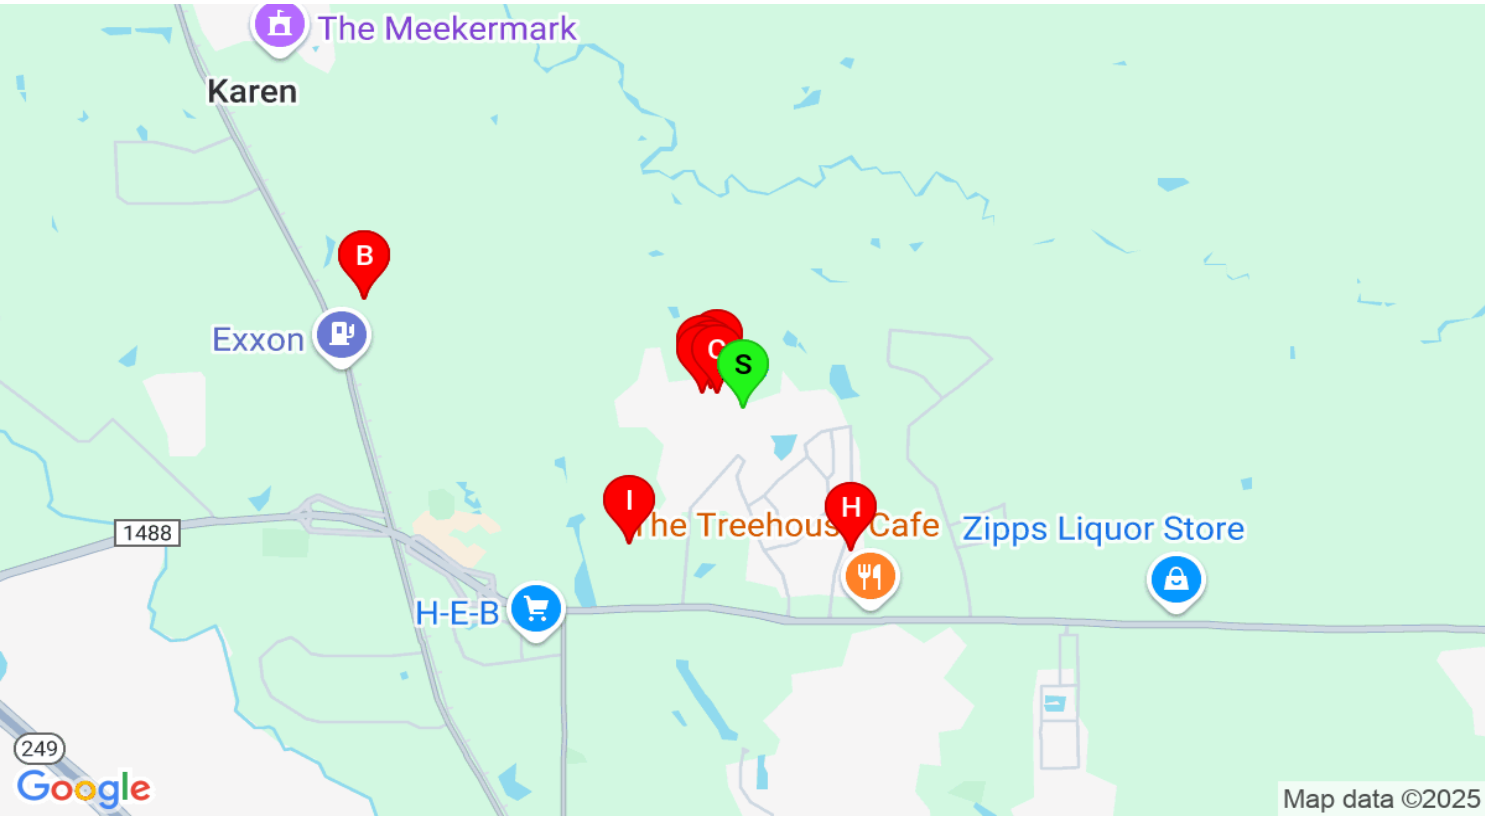 The Meekermark
Karen
B
Exxon
C
S
I
H
The Treehouse Cafe
Zipps Liquor Store
1488
H-E-B
249
Google
Map data ©2025